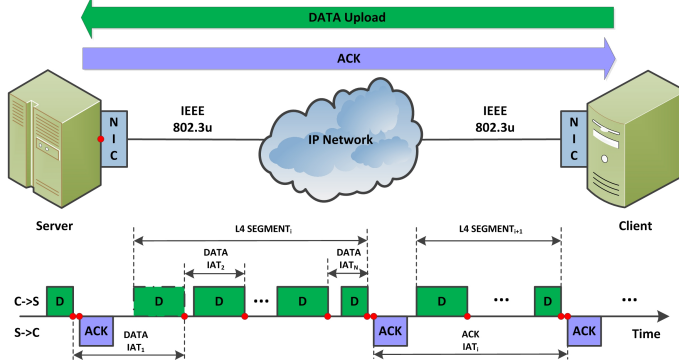 DATA Upload
ACK
N
I
C
IEEE
802.3u
IP Network
IEEE
802.3u
N
I
C
Server
Client
L4 SEGMENTi
L4 SEGMENTi+1
DATA
IAT2
DATA
IATN
C->S
D
D
D
...
D
D
D
...
D
...
S->C
ACK
ACK
ACK
Time
DATA
IAT1
ACK
IATi